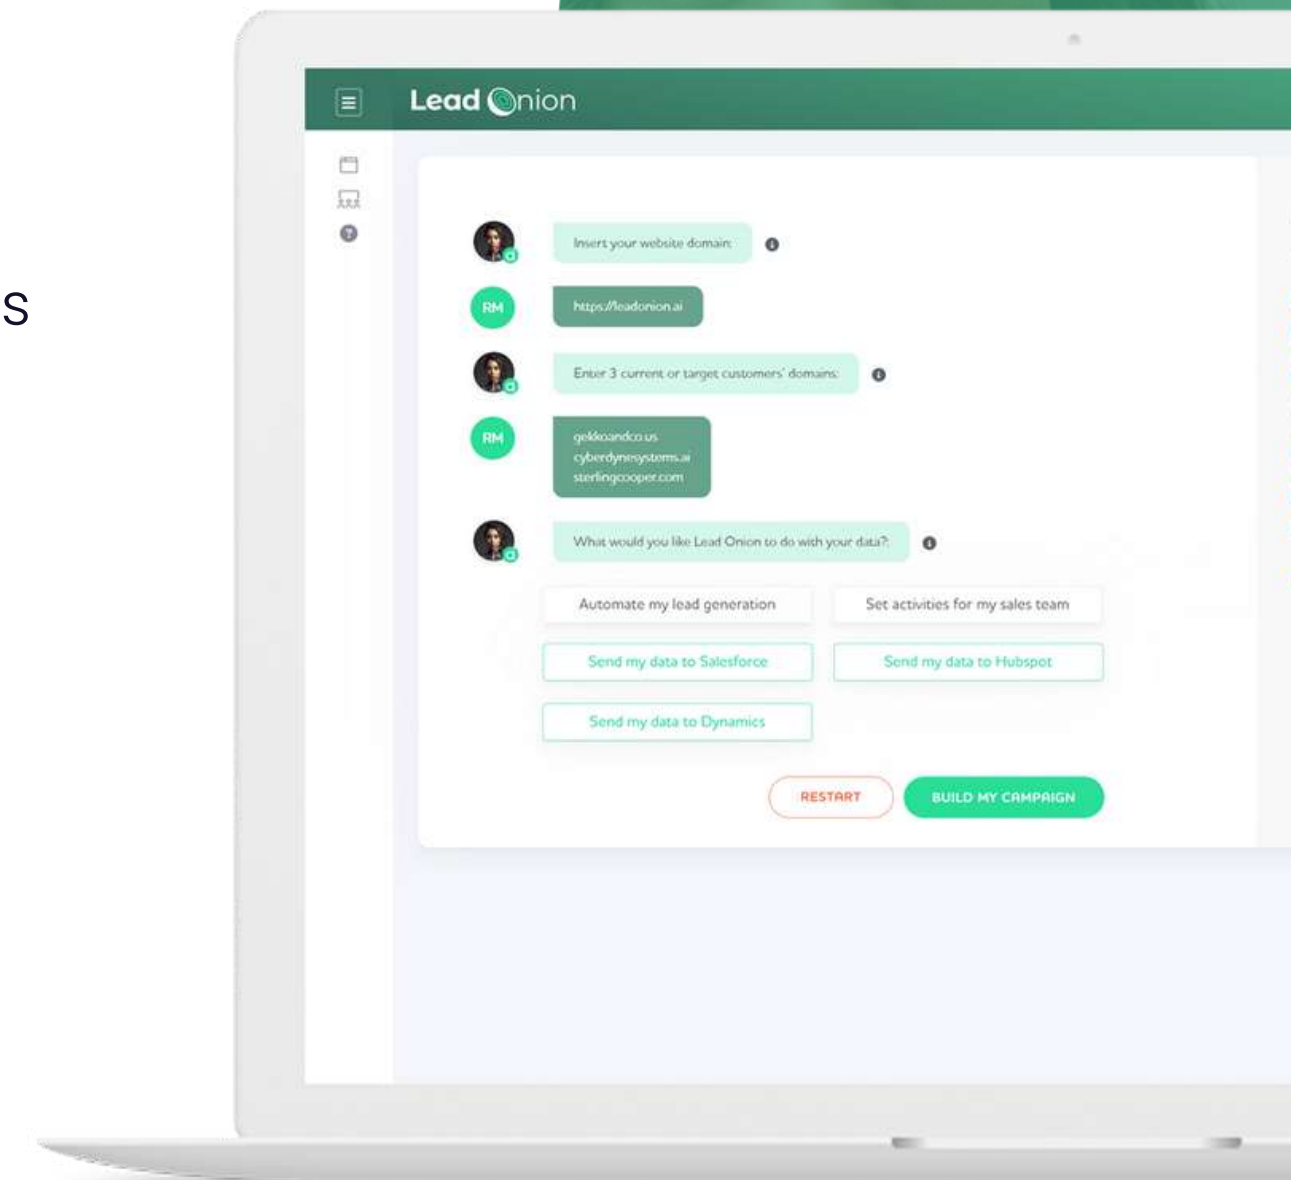 Lead Onion
Insert your website domain:
s
RM
https://leadonion.ai
Enter 3 current or target customers' domains:
RM
gekkoandco.us
cyberdynesystems.ai
sterlingcooper.com
What would you like Lead Onion to do with your data?:
Automate my lead generation
Set activities for my sales team
Send my data to Salesforce
Send my data to Hubspot
Send my data to Dynamics
RESTART
BUILD MY CAMPAIGN